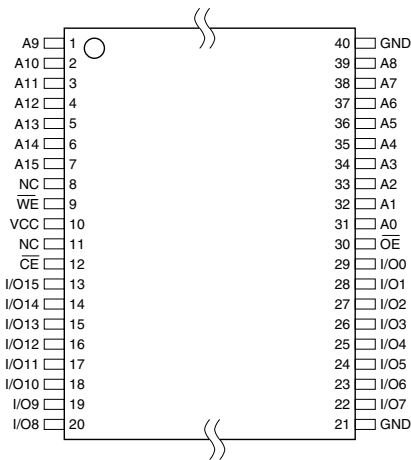 A9 1 40 GND
A10 2 39 A8
A11 3 38 A7
A12 4 37 A6
A13 5 36 A5
A14 6 35 A4
A15 7 34 A3
NC 8 33 A2
W̅E̅ 9 32 A1
VCC 10 31 A0
NC 11 30 O̅E̅
C̅E̅ 12 29 I/O0
I/O15 13 28 I/O1
I/O14 14 27 I/O2
I/O13 15 26 I/O3
I/O12 16 25 I/O4
I/O11 17 24 I/O5
I/O10 18 23 I/O6
I/O9 19 22 I/O7
I/O8 20 21 GND